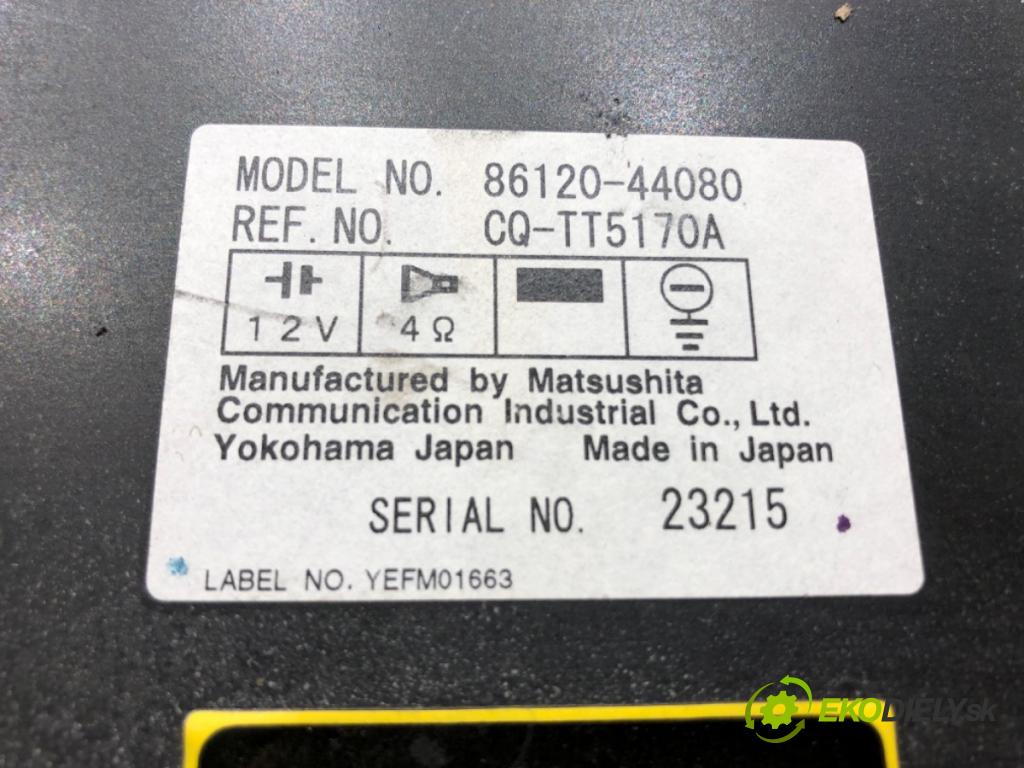 MODEL NO. 86120-44080
REF. NO. CQ-TT5170A
12V 4Ω
Manufactured by Matsushita
Communication Industrial Co., Ltd.
Yokohama Japan Made in Japan
SERIAL NO. 23215
LABEL NO. YEFM01663
EKODIELY.sk